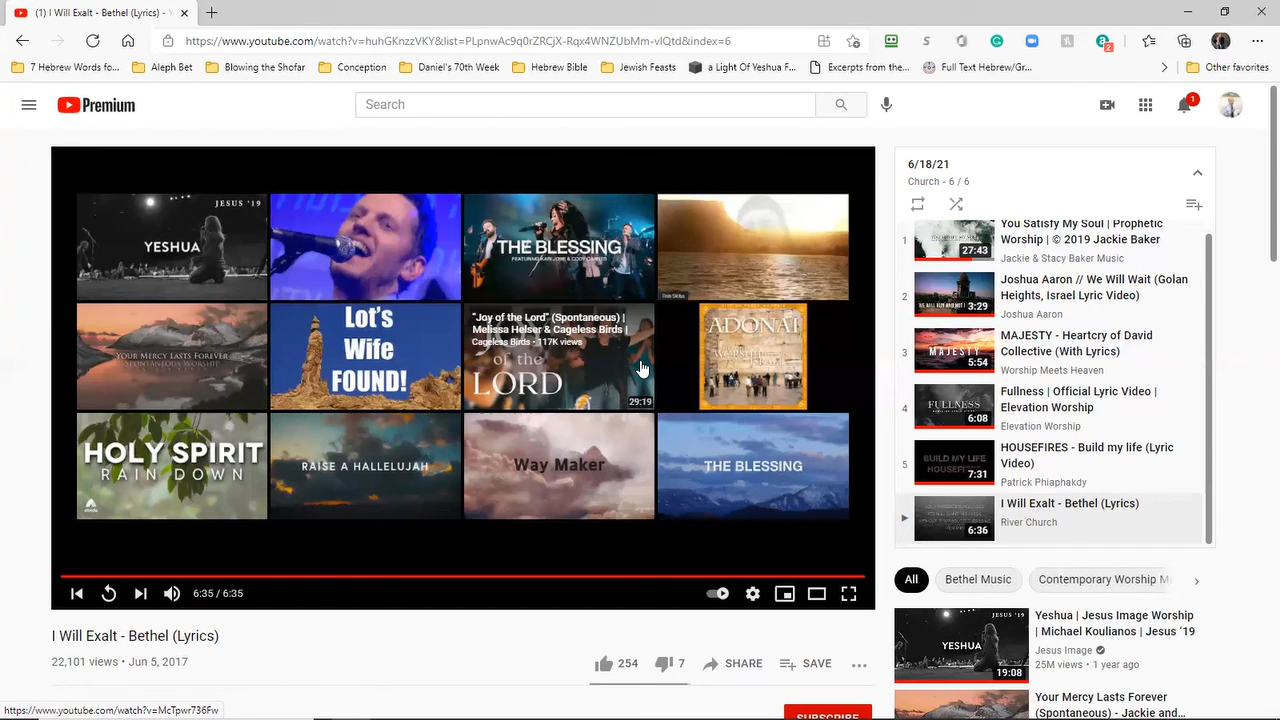 (1) I Will Exalt - Bethel (Lyrics) - Y
https://www.youtube.com/watch?v=huhGKnzzVKY&list=PLpnwAc9q0rZRCjX-Rqx4WNZUbMm-vIQtd&index=6
2
7 Hebrew Words fo... Aleph Bet Blowing the Shofar Conception Daniel's 70th Week Hebrew Bible Jewish Feasts a Light Of Yeshua F... Excerpts from the... Full Text Hebrew/Gr... Other favorites
Premium
Search
1
JESUS '19
YESHUA
THE BLESSING
YOUR MERCY LASTS FOREVER
SPONTANEOUS WORSHIP
Lot's
Wife
FOUND!
"Joy of the Lord" (Spontaneous) |
Melissa Helser & Cageless Birds |
Cageless Birds • 117K views
of the
LORD
29:19
ADONAI
HOLY SPIRIT
RAIN DOWN
RAISE A HALLELUJAH
Way Maker
THE BLESSING
6:35 / 6:35
I Will Exalt - Bethel (Lyrics)
22,101 views • Jun 5, 2017
254
7
SHARE
SAVE
SUBSCRIBE
https://www.youtube.com/watch?v=McTpwr736Fw
6/18/21
Church - 6 / 6
1
27:43
You Satisfy My Soul | Prophetic
Worship | © 2019 Jackie Baker
Jackie & Stacy Baker Music
2
3:29
Joshua Aaron // We Will Wait (Golan
Heights, Israel Lyric Video)
Joshua Aaron
3
MAJESTY
5:54
MAJESTY - Heartcry of David
Collective (With Lyrics)
Worship Meets Heaven
4
FULLNESS
6:08
Fullness | Official Lyric Video |
Elevation Worship
Elevation Worship
5
BUILD MY LIFE
HOUSEFIRES
7:31
HOUSEFIRES - Build my life (Lyric
Video)
Patrick Phiaphakdy
6:36
I Will Exalt - Bethel (Lyrics)
River Church
All
Bethel Music
Contemporary Worship M
JESUS '19
YESHUA
19:08
Yeshua | Jesus Image Worship
| Michael Koulianos | Jesus '19
Jesus Image
25M views • 1 year ago
Your Mercy Lasts Forever
(Spontaneous) - Jackie and...